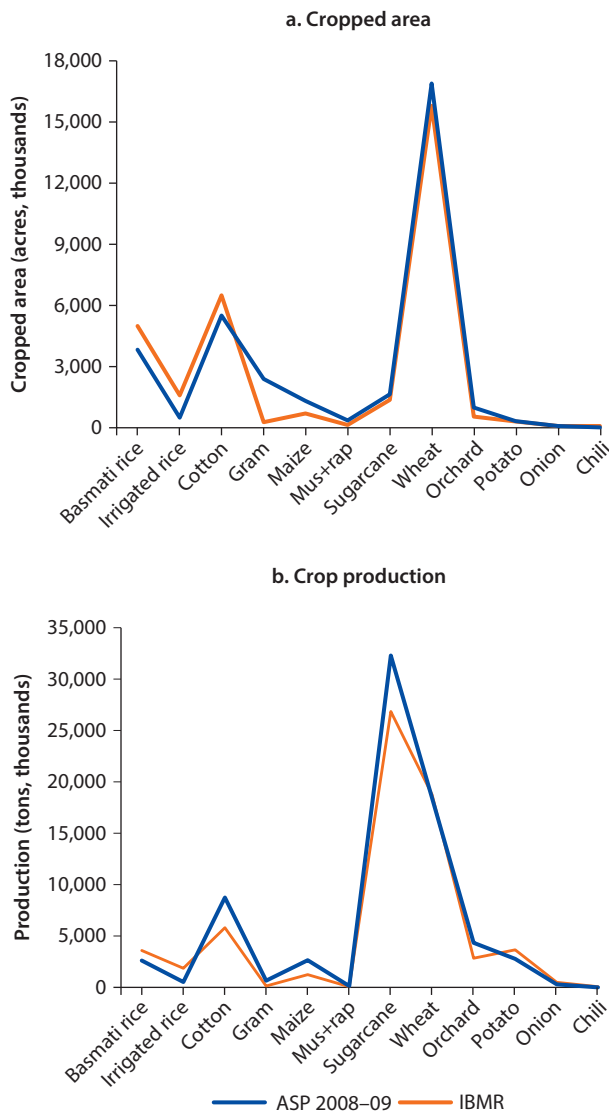 a. Cropped area
Cropped area (acres, thousands)
18,000
15,000
12,000
9,000
6,000
3,000
0
Basmati rice
Irrigated rice
Cotton
Gram
Maize
Mus+rap
Sugarcane
Wheat
Orchard
Potato
Onion
Chili
b. Crop production
Production (tons, thousands)
35,000
30,000
25,000
20,000
15,000
10,000
5,000
0
Basmati rice
Irrigated rice
Cotton
Gram
Maize
Mus+rap
Sugarcane
Wheat
Orchard
Potato
Onion
Chili
ASP 2008–09
IBMR